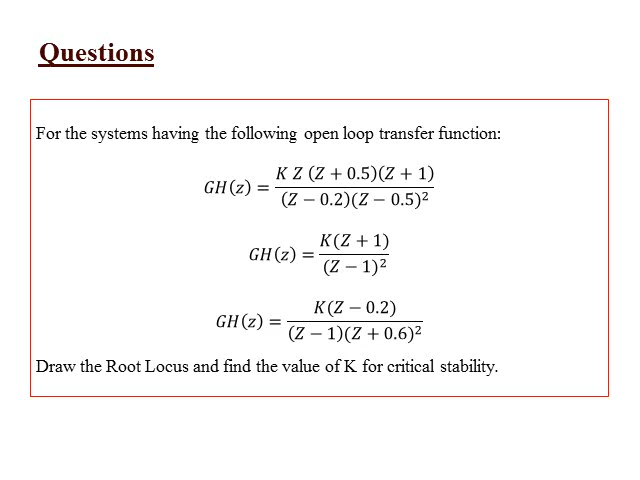 Questions
For the systems having the following open loop transfer function:
GH(z) = K Z (Z + 0.5)(Z + 1) / (Z − 0.2)(Z − 0.5)²
GH(z) = K(Z + 1) / (Z − 1)²
GH(z) = K(Z − 0.2) / (Z − 1)(Z + 0.6)²
Draw the Root Locus and find the value of K for critical stability.